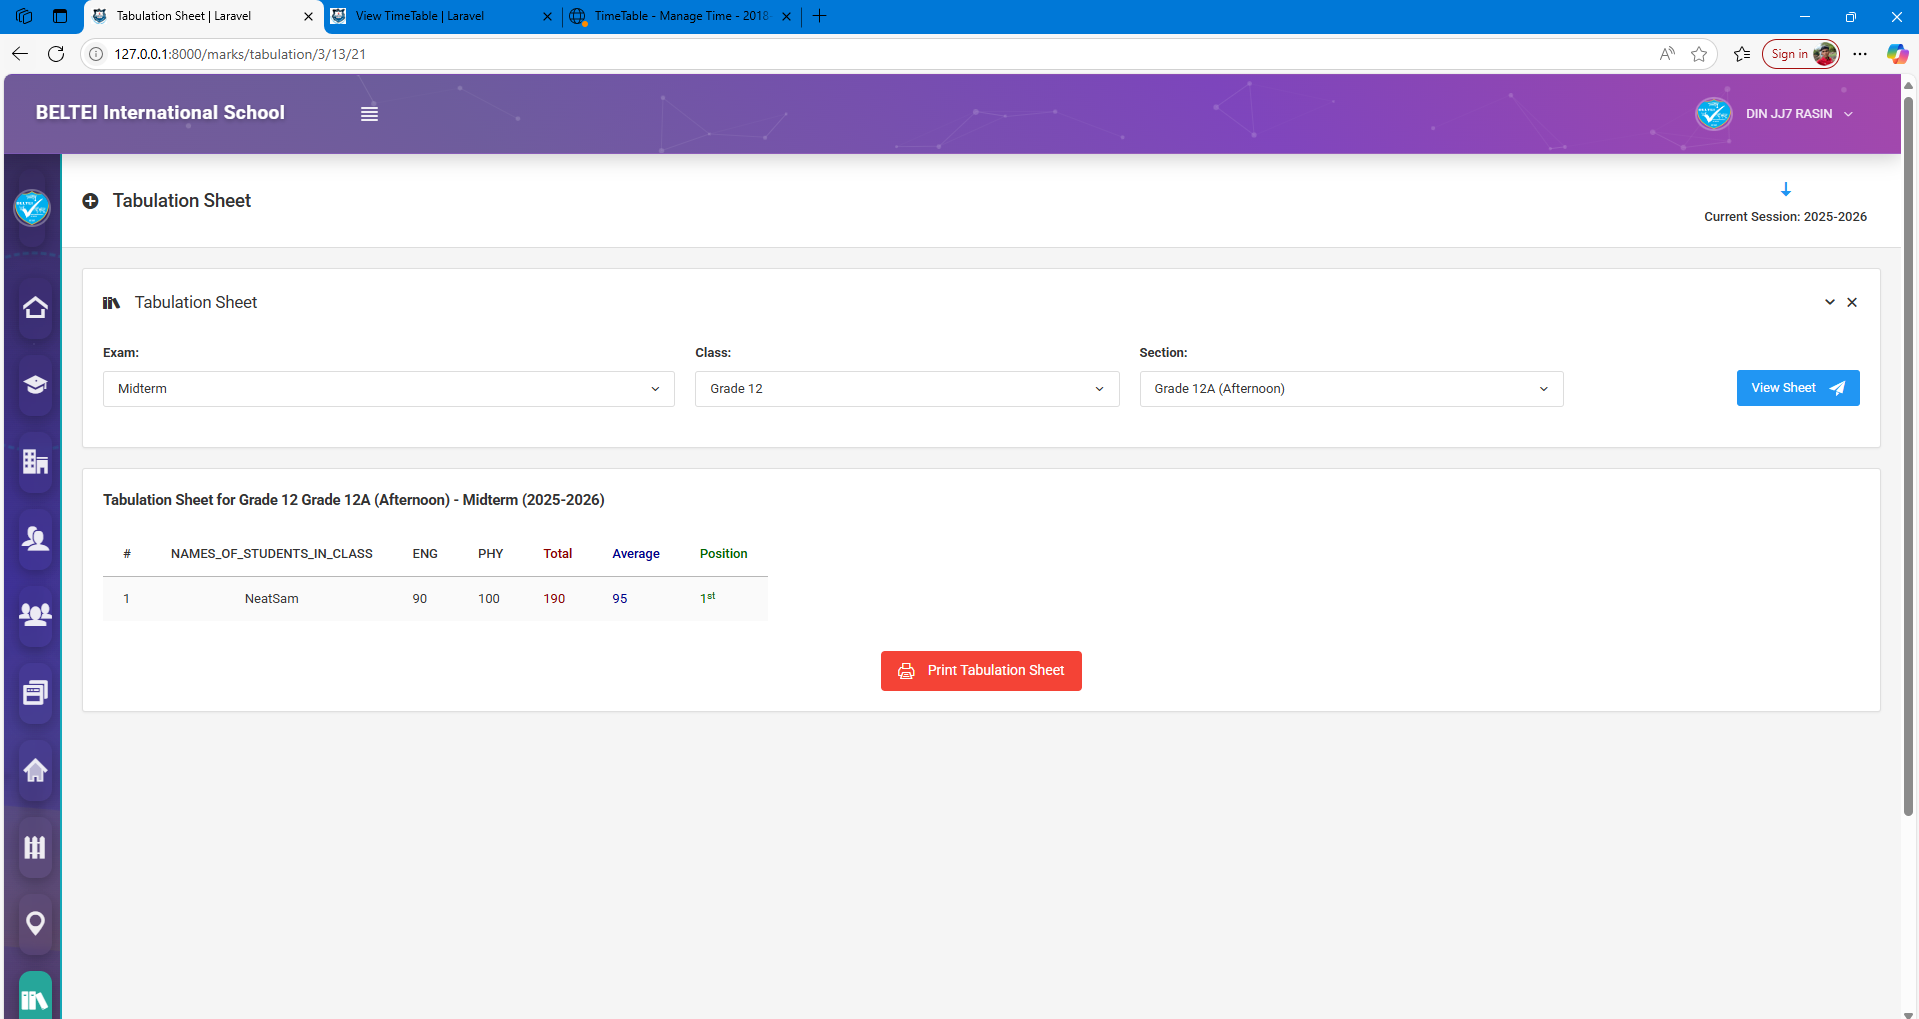 Tabulation Sheet | Laravel
View TimeTable | Laravel
TimeTable - Manage Time - 2018-
127.0.0.1:8000/marks/tabulation/3/13/21
Sign in
BELTEI International School
DIN JJ7 RASIN
Tabulation Sheet
Current Session: 2025-2026
Tabulation Sheet
Exam: Class: Section:
Midterm Grade 12 Grade 12A (Afternoon) View Sheet
Tabulation Sheet for Grade 12 Grade 12A (Afternoon) - Midterm (2025-2026)
# NAMES_OF_STUDENTS_IN_CLASS ENG PHY Total Average Position
1 NeatSam 90 100 190 95 1st
Print Tabulation Sheet